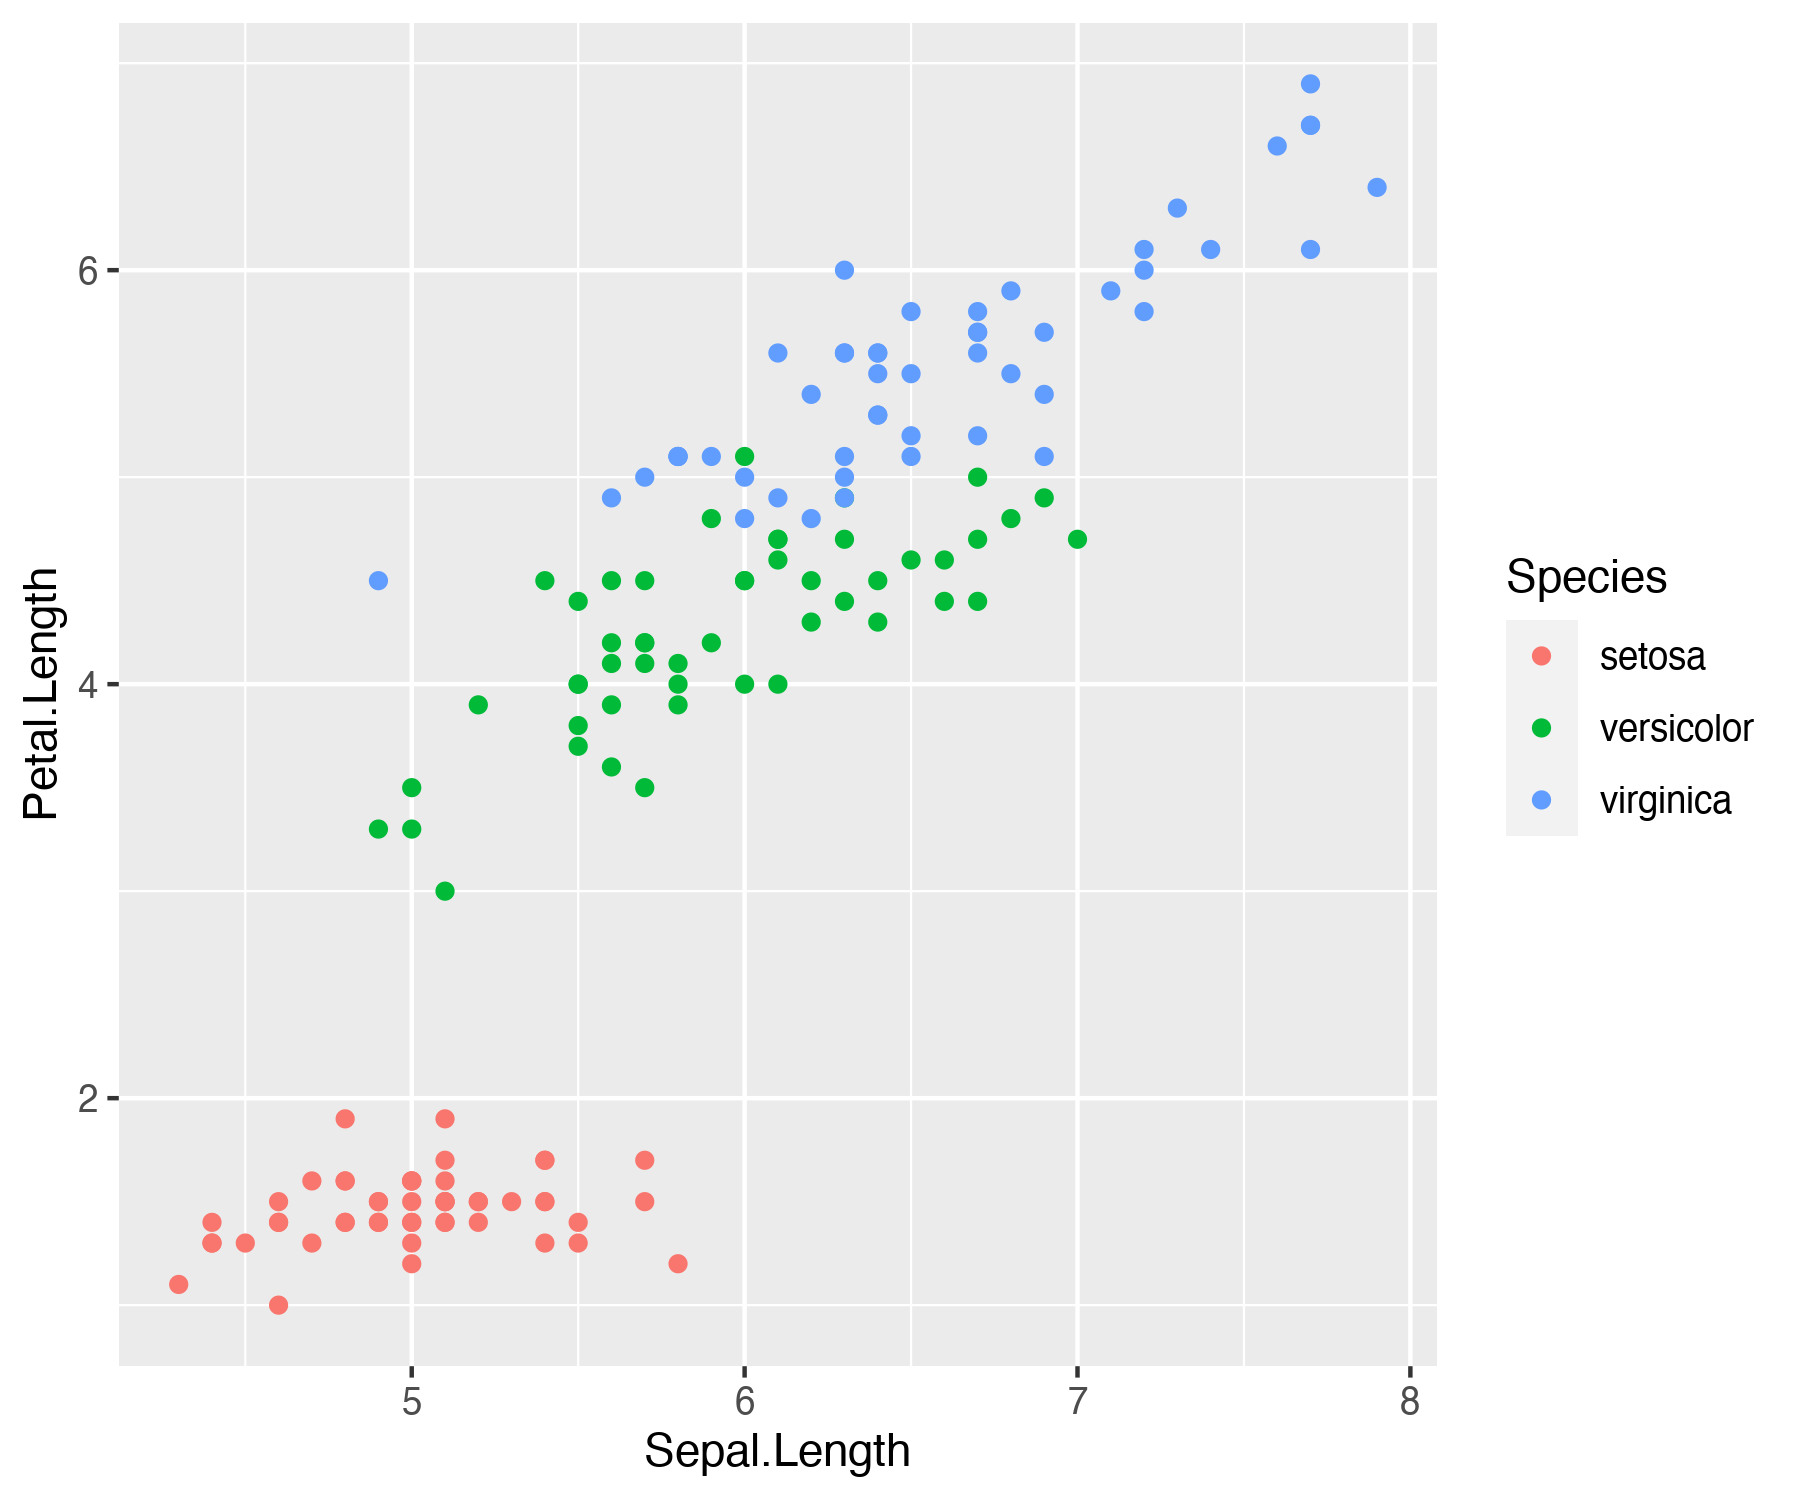 6
4
2
Petal.Length
5 6 7 8
Sepal.Length
Species
setosa
versicolor
virginica